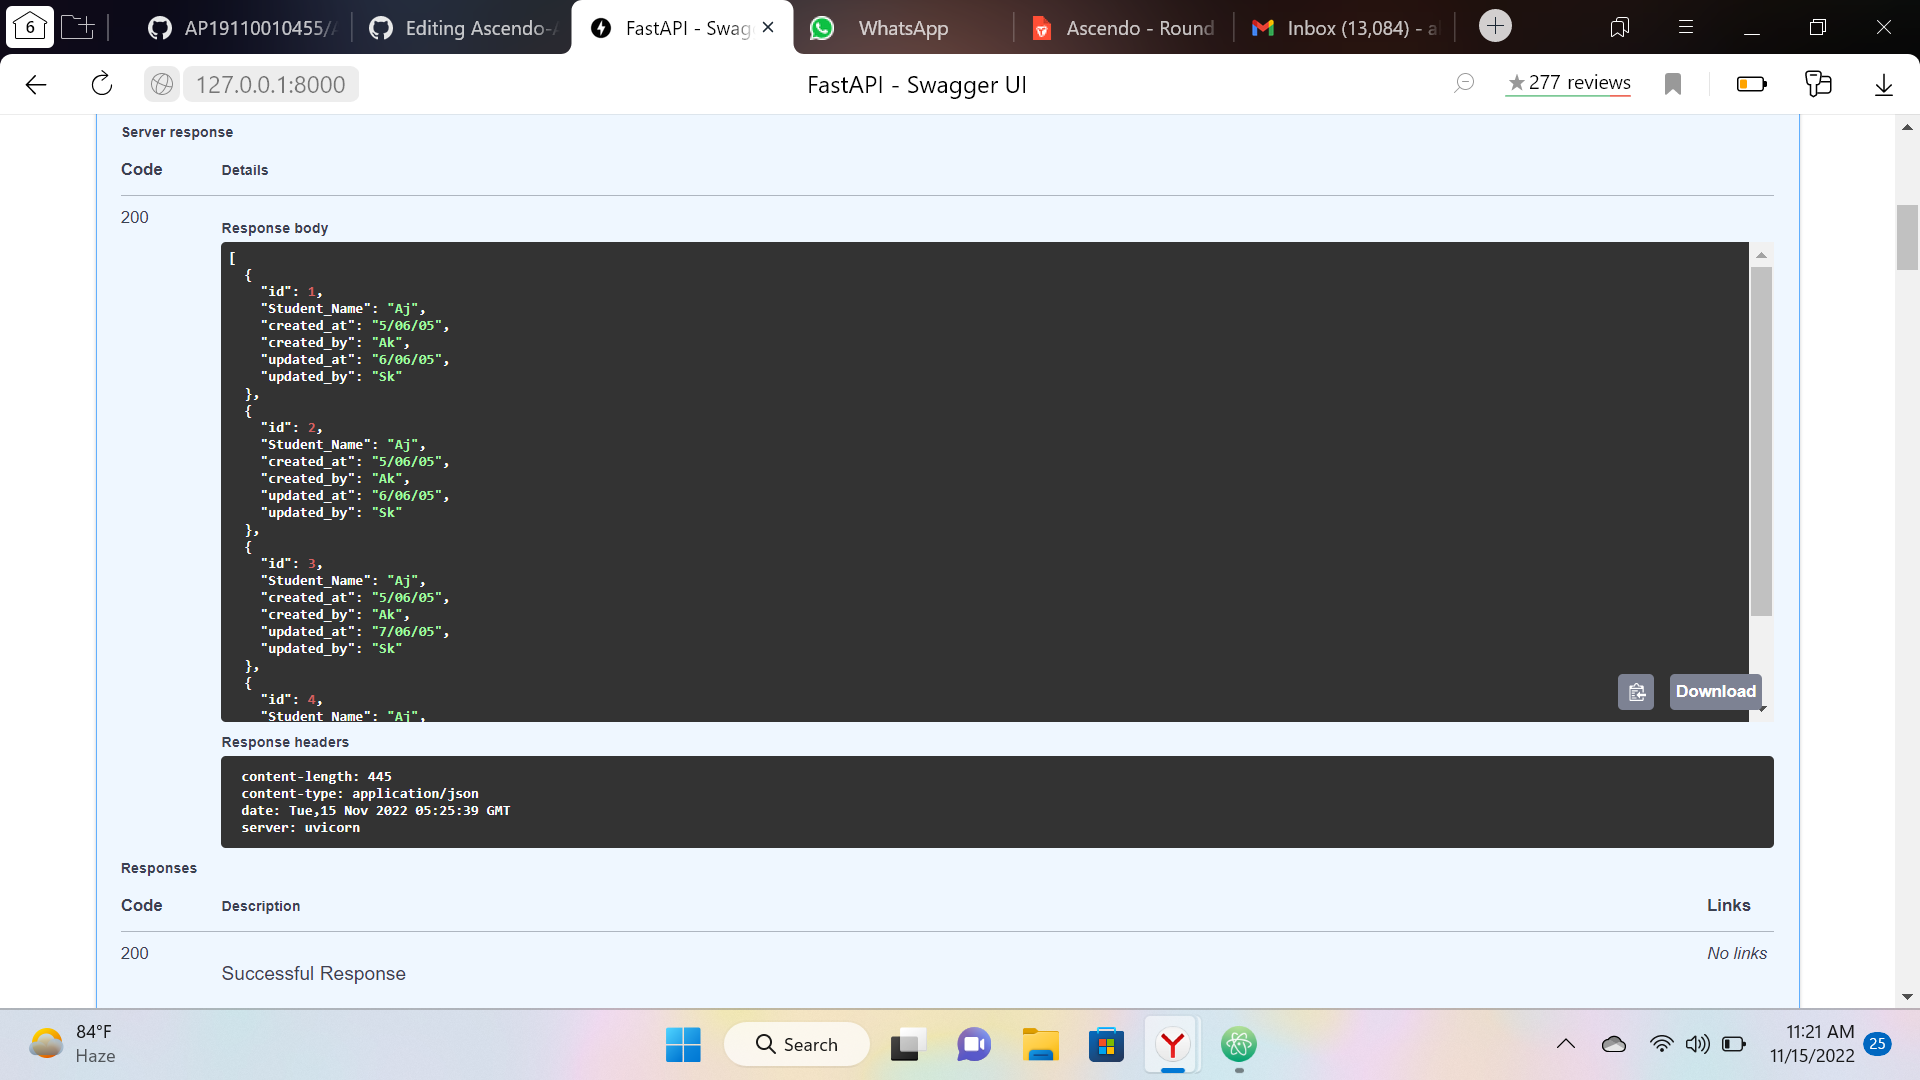 6
AP19110010455/A
Editing Ascendo-A
FastAPI - Swag
WhatsApp
Ascendo - Round
Inbox (13,084) - a
127.0.0.1:8000
FastAPI - Swagger UI
★277 reviews
Server response
Code Details
200
Response body
[
{
"id": 1,
"Student_Name": "Aj",
"created_at": "5/06/05",
"created_by": "Ak",
"updated_at": "6/06/05",
"updated_by": "Sk"
},
{
"id": 2,
"Student_Name": "Aj",
"created_at": "5/06/05",
"created_by": "Ak",
"updated_at": "6/06/05",
"updated_by": "Sk"
},
{
"id": 3,
"Student_Name": "Aj",
"created_at": "5/06/05",
"created_by": "Ak",
"updated_at": "7/06/05",
"updated_by": "Sk"
},
{
"id": 4,
"Student_Name": "Aj",
Download
Response headers
content-length: 445
content-type: application/json
date: Tue,15 Nov 2022 05:25:39 GMT
server: uvicorn
Responses
Code Description Links
200 No links
Successful Response
84°F
Haze
Search
11:21 AM
11/15/2022
25